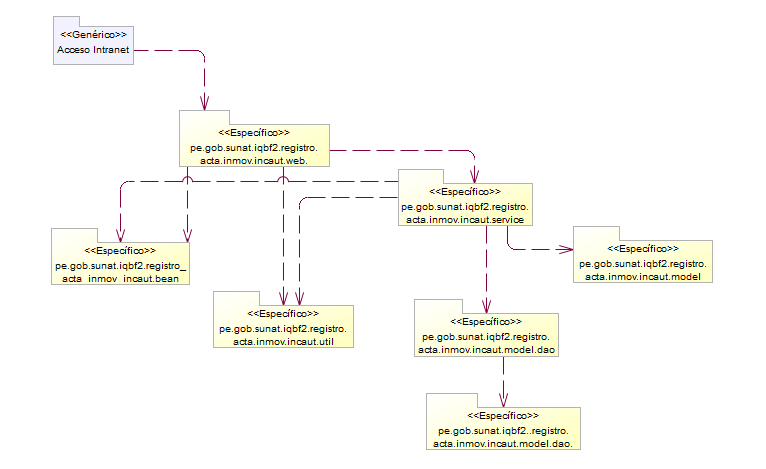 <<Genérico>>
Acceso Intranet
<<Específico>>
pe.gob.sunat.iqbf2.registro.
acta.inmov.incaut.web.
<<Específico>>
pe.gob.sunat.iqbf2.registro.
acta.inmov.incaut.service
<<Específico>>
pe.gob.sunat.iqbf2.registro_
acta_inmov_incaut.bean
<<Específico>>
pe.gob.sunat.iqbf2.registro.
acta.inmov.incaut.model
<<Específico>>
pe.gob.sunat.iqbf2.registro.
acta.inmov.incaut.util
<<Específico>>
pe.gob.sunat.iqbf2.registro.
acta.inmov.incaut.model.dao
<<Específico>>
pe.gob.sunat.iqbf2..registro.
acta.inmov.incaut.model.dao.